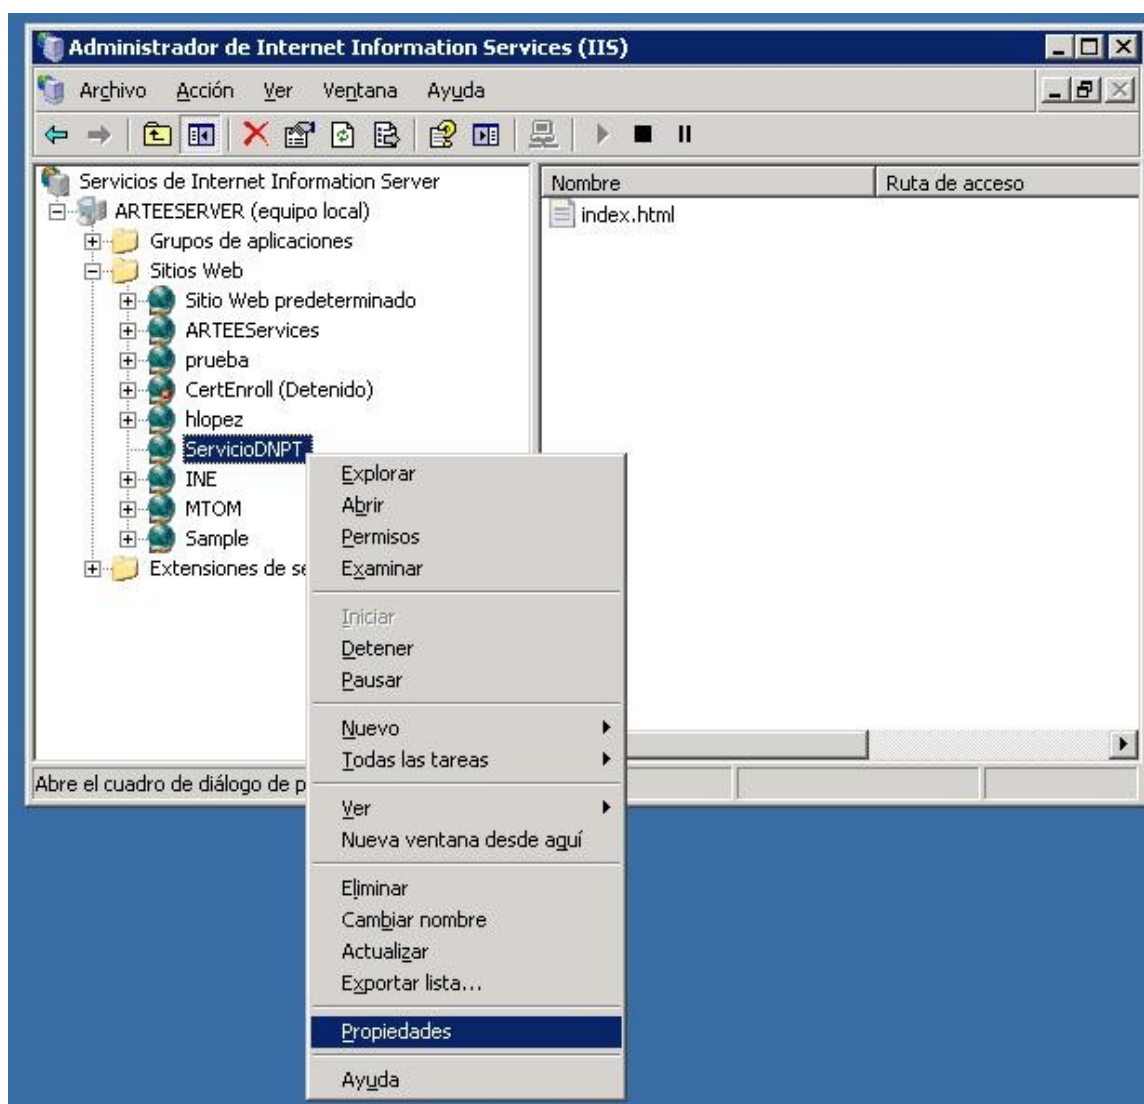 Administrador de Internet Information Services (IIS)
Archivo Acción Ver Ventana Ayuda
Servicios de Internet Information Server
ARTEESERVER (equipo local)
Grupos de aplicaciones
Sitios Web
Sitio Web predeterminado
ARTEEServices
prueba
CertEnroll (Detenido)
hlopez
ServicioDNPT
INE
MTOM
Sample
Extensiones de se
Nombre Ruta de acceso
index.html
Explorar
Abrir
Permisos
Examinar
Iniciar
Detener
Pausar
Nuevo
Todas las tareas
Ver
Nueva ventana desde aquí
Eliminar
Cambiar nombre
Actualizar
Exportar lista...
Propiedades
Ayuda
Abre el cuadro de diálogo de p